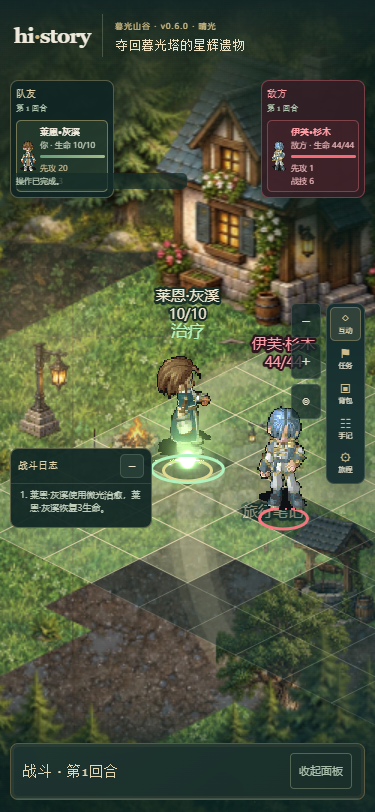 hi·story
暮光山谷 · v0.6.0 · 晴光
夺回暮光塔的星辉遗物
队友
第 1 回合
莱恩·灰溪
你 · 生命 10/10
先攻 20
操作已完成。
敌方
第 1 回合
伊芙·杉木
敌方 · 生命 44/44
先攻 1
战技 6
莱恩·灰溪
10/10
治疗
伊芙·杉木
44/44
−
+
◎
互动
任务
背包
手记
旅程
战斗日志
−
1. 莱恩·灰溪使用微光治愈，莱
恩·灰溪恢复3生命。
旅行笔记
战斗 · 第1回合
收起面板